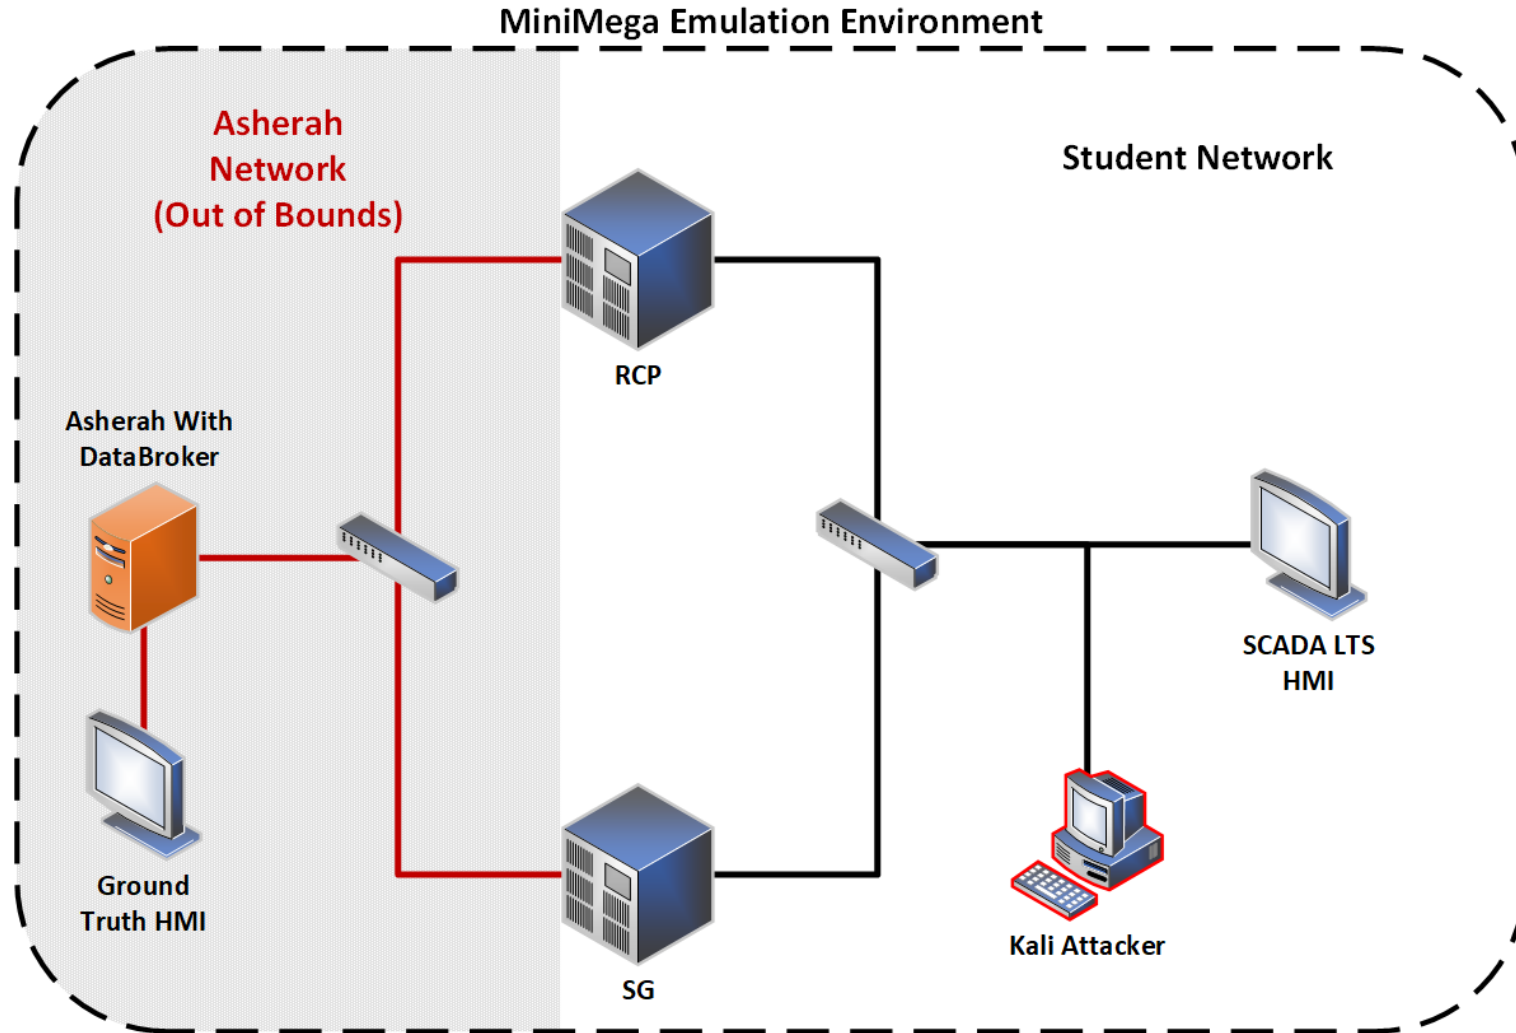 MiniMega Emulation Environment
Asherah
Network
(Out of Bounds)
Student Network
RCP
Asherah With
DataBroker
SCADA LTS
HMI
Ground
Truth HMI
Kali Attacker
SG